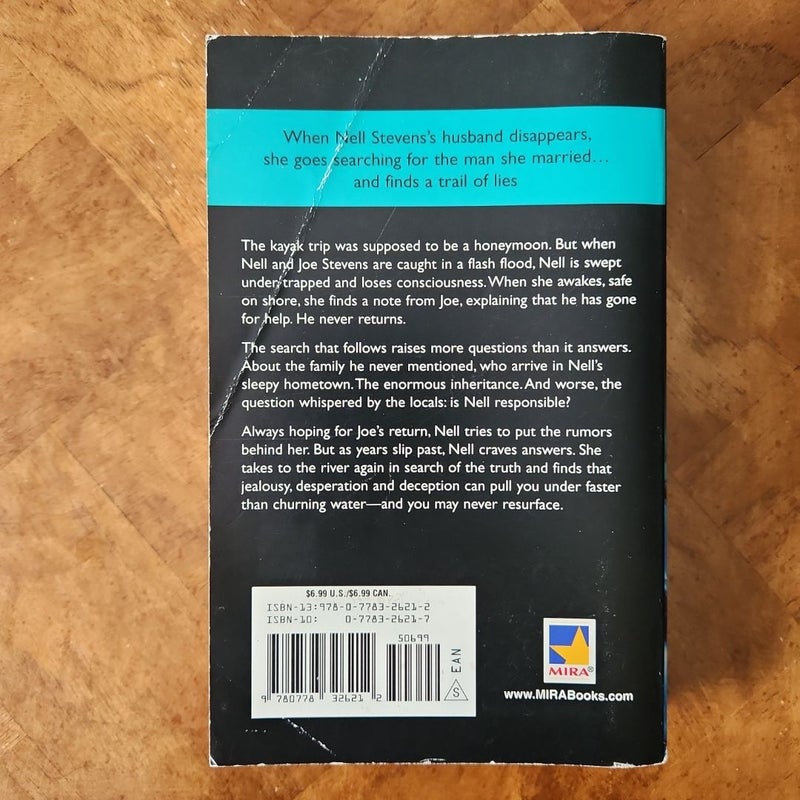 When Nell Stevens's husband disappears,
she goes searching for the man she married...
and finds a trail of lies
The kayak trip was supposed to be a honeymoon. But when
Nell and Joe Stevens are caught in a flash flood, Nell is swept
under, trapped and loses consciousness. When she awakes, safe
on shore, she finds a note from Joe, explaining that he has gone
for help. He never returns.
The search that follows raises more questions than it answers.
About the family he never mentioned, who arrive in Nell's
sleepy hometown. The enormous inheritance. And worse, the
question whispered by the locals: is Nell responsible?
Always hoping for Joe's return, Nell tries to put the rumors
behind her. But as years slip past, Nell craves answers. She
takes to the river again in search of the truth and finds that
jealousy, desperation and deception can pull you under faster
than churning water—and you may never resurface.
$6.99 U.S./$6.99 CAN.
ISBN-13:978-0-7783-2621-2
ISBN-10: 0-7783-2621-7
50699
EAN
S
9 780778 32621 2
MIRA®
www.MIRABooks.com